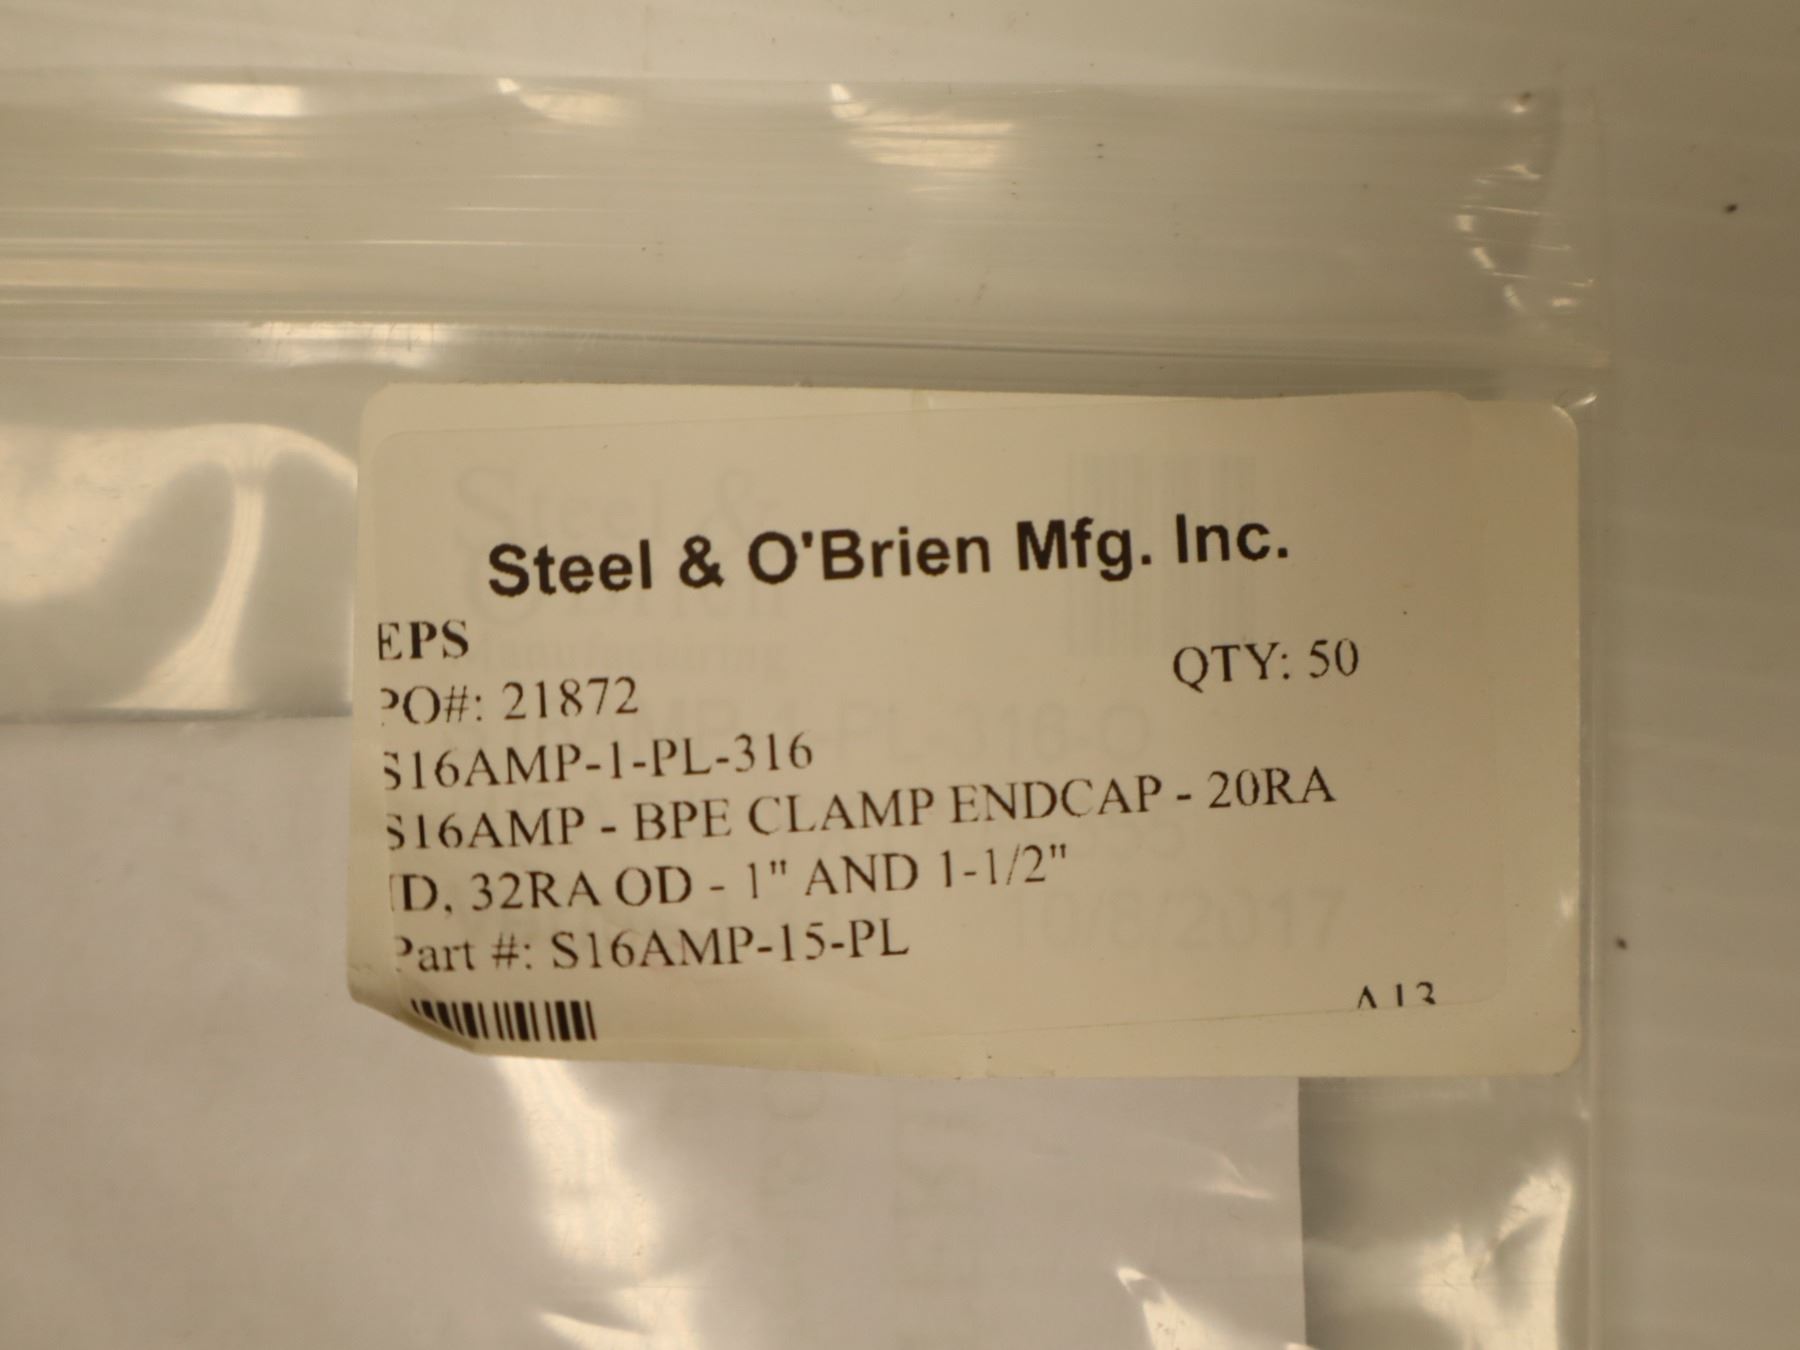 Steel & O'Brien Mfg. Inc.
EPS
QTY: 50
PO#: 21872
S16AMP-1-PL-316
S16AMP - BPE CLAMP ENDCAP - 20RA
ID, 32RA OD - 1" AND 1-1/2"
Part #: S16AMP-15-PL
A13